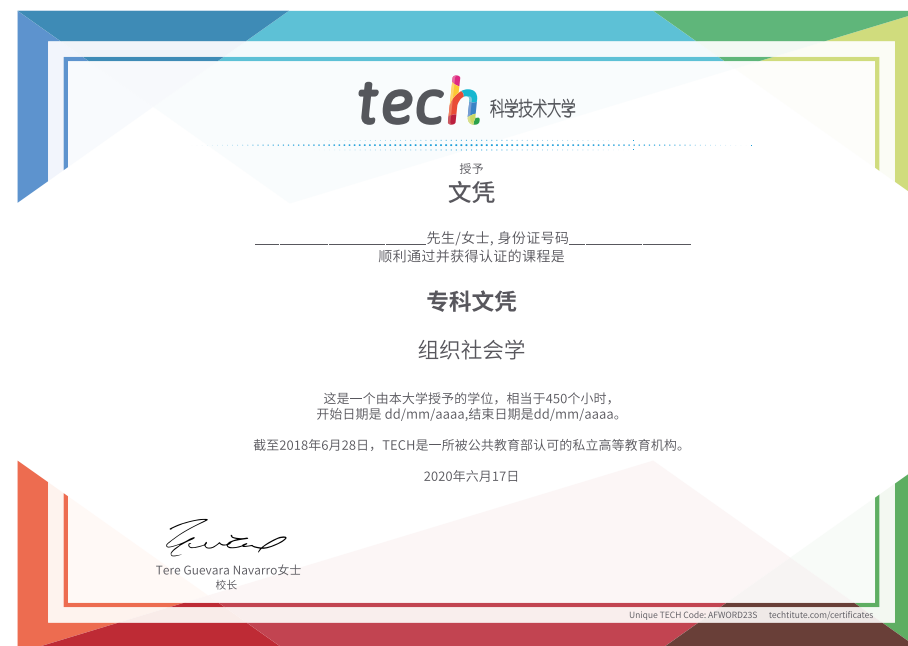 tech 科学技术大学
授予
文凭
先生/女士, 身份证号码
顺利通过并获得认证的课程是
专科文凭
组织社会学
这是一个由本大学授予的学位，相当于450个小时，
开始日期是 dd/mm/aaaa,结束日期是dd/mm/aaaa。
截至2018年6月28日，TECH是一所被公共教育部认可的私立高等教育机构。
2020年六月17日
Tere Guevara Navarro女士
校长
Unique TECH Code: AFWORD23S techtitute.com/certificates